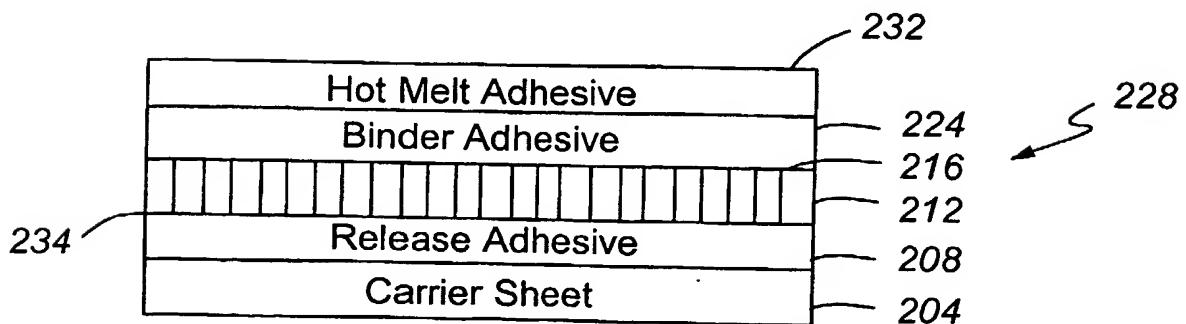 232
Hot Melt Adhesive
228
Binder Adhesive
224
216
212
234
Release Adhesive
208
Carrier Sheet
204